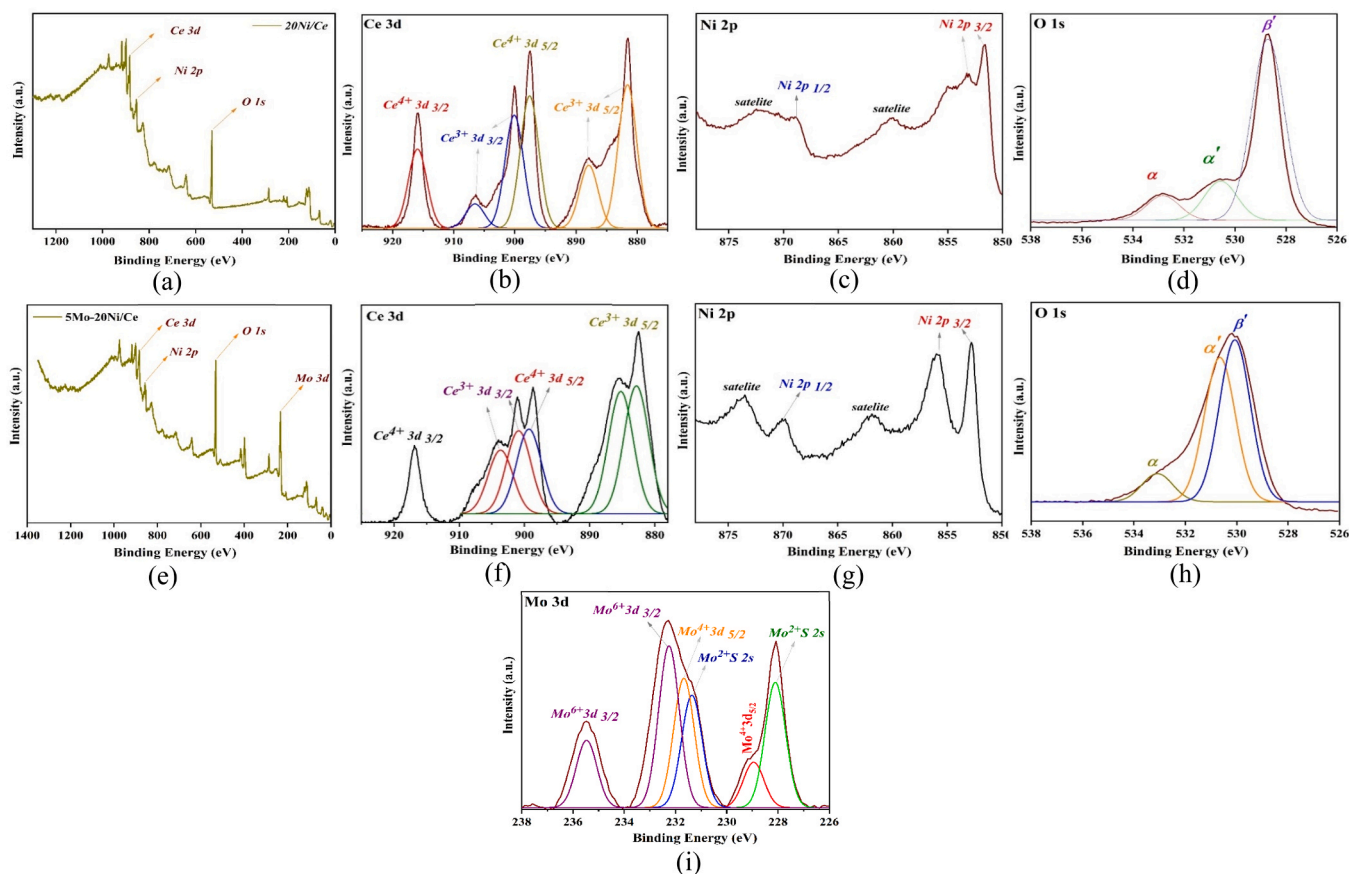 20Ni/Ce
Ce 3d
Ni 2p
O 1s
Intensity (a.u.)
1200 1000 800 600 400 200 0
Binding Energy (eV)
(a)
Ce 3d
Ce4+ 3d 5/2
Ce4+ 3d 3/2
Ce3+ 3d 3/2
Ce3+ 3d 5/2
Intensity (a.u.)
920 910 900 890 880
Binding Energy (eV)
(b)
Ni 2p
Ni 2p 3/2
satelite
Ni 2p 1/2
satelite
Intensity (a.u.)
875 870 865 860 855 850
Binding Energy (eV)
(c)
O 1s
β'
α'
α
Intensity (a.u.)
538 536 534 532 530 528 526
Binding Energy (eV)
(d)
5Mo-20Ni/Ce
Ce 3d
Ni 2p
O 1s
Mo 3d
Intensity (a.u.)
1400 1200 1000 800 600 400 200 0
Binding Energy (eV)
(e)
Ce 3d
Ce3+ 3d 5/2
Ce3+ 3d 3/2
Ce4+ 3d 5/2
Ce4+ 3d 3/2
Intensity (a.u.)
920 910 900 890 880
Binding Energy (eV)
(f)
Ni 2p
Ni 2p 3/2
satelite
Ni 2p 1/2
satelite
Intensity (a.u.)
875 870 865 860 855 850
Binding Energy (eV)
(g)
O 1s
β'
α'
α
Intensity (a.u.)
538 536 534 532 530 528 526
Binding Energy (eV)
(h)
Mo 3d
Mo6+3d 3/2
Mo4+3d 5/2
Mo2+S 2s
Mo2+S 2s
Mo6+3d 3/2
Mo4+3d5/2
Intensity (a.u.)
238 236 234 232 230 228 226
Binding Energy (eV)
(i)